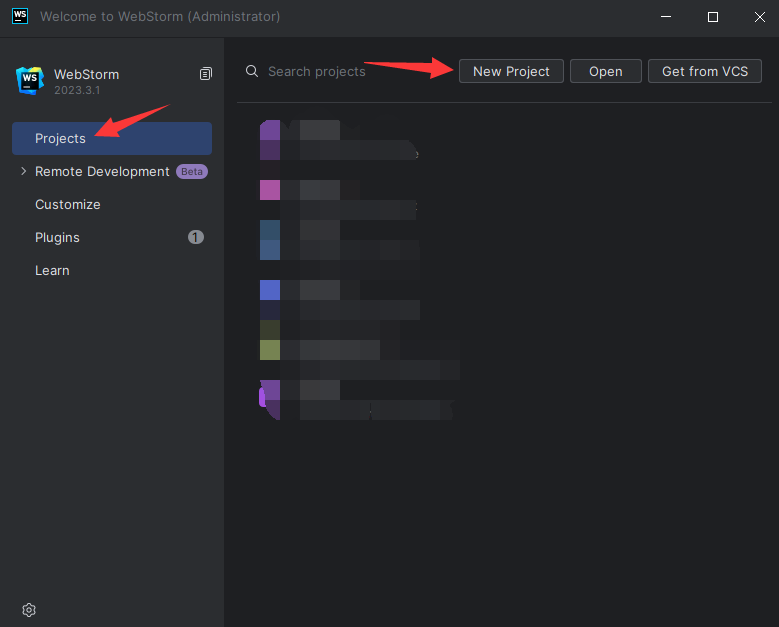 Welcome to WebStorm (Administrator)
WS
WebStorm
2023.3.1
Projects
Remote Development Beta
Customize
Plugins 1
Learn
Search projects
New Project
Open
Get from VCS